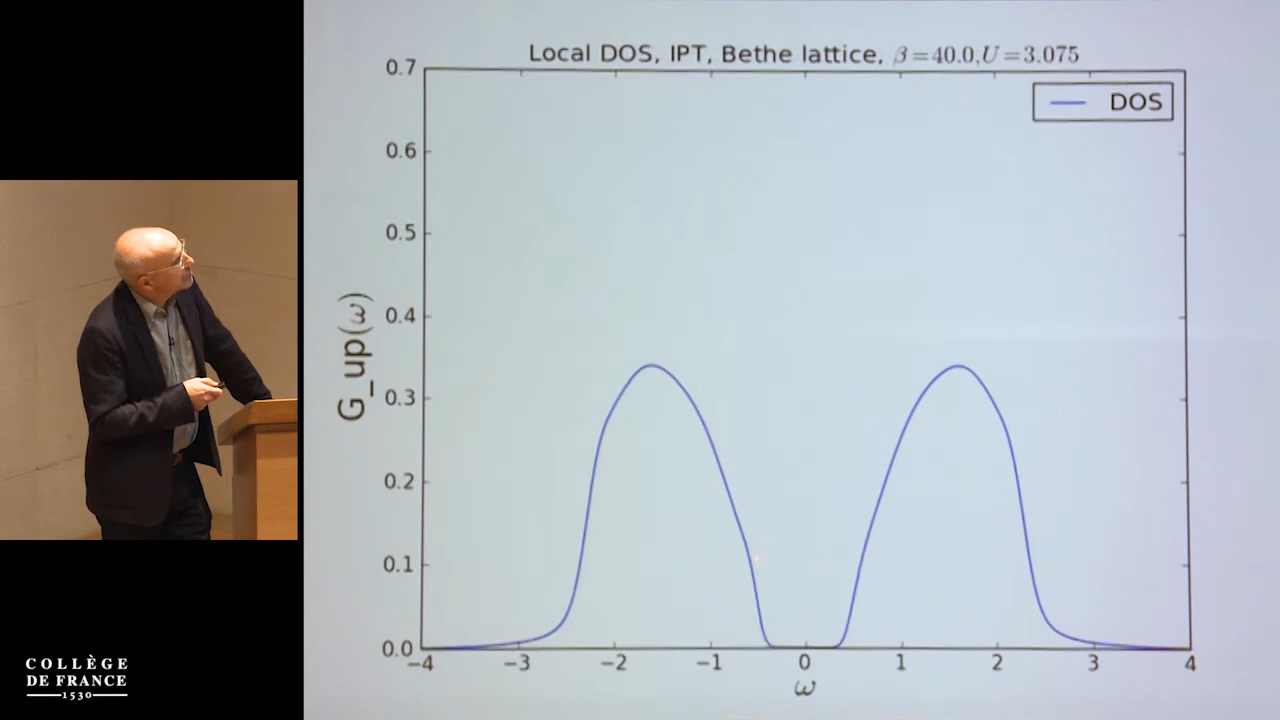 Local DOS, IPT, Bethe lattice, β=40.0,U=3.075
DOS
0.7
0.6
0.5
0.4
0.3
0.2
0.1
0.0
G_up(ω)
−4 −3 −2 −1 0 1 2 3 4
ω
COLLÈGE
DE FRANCE
1530